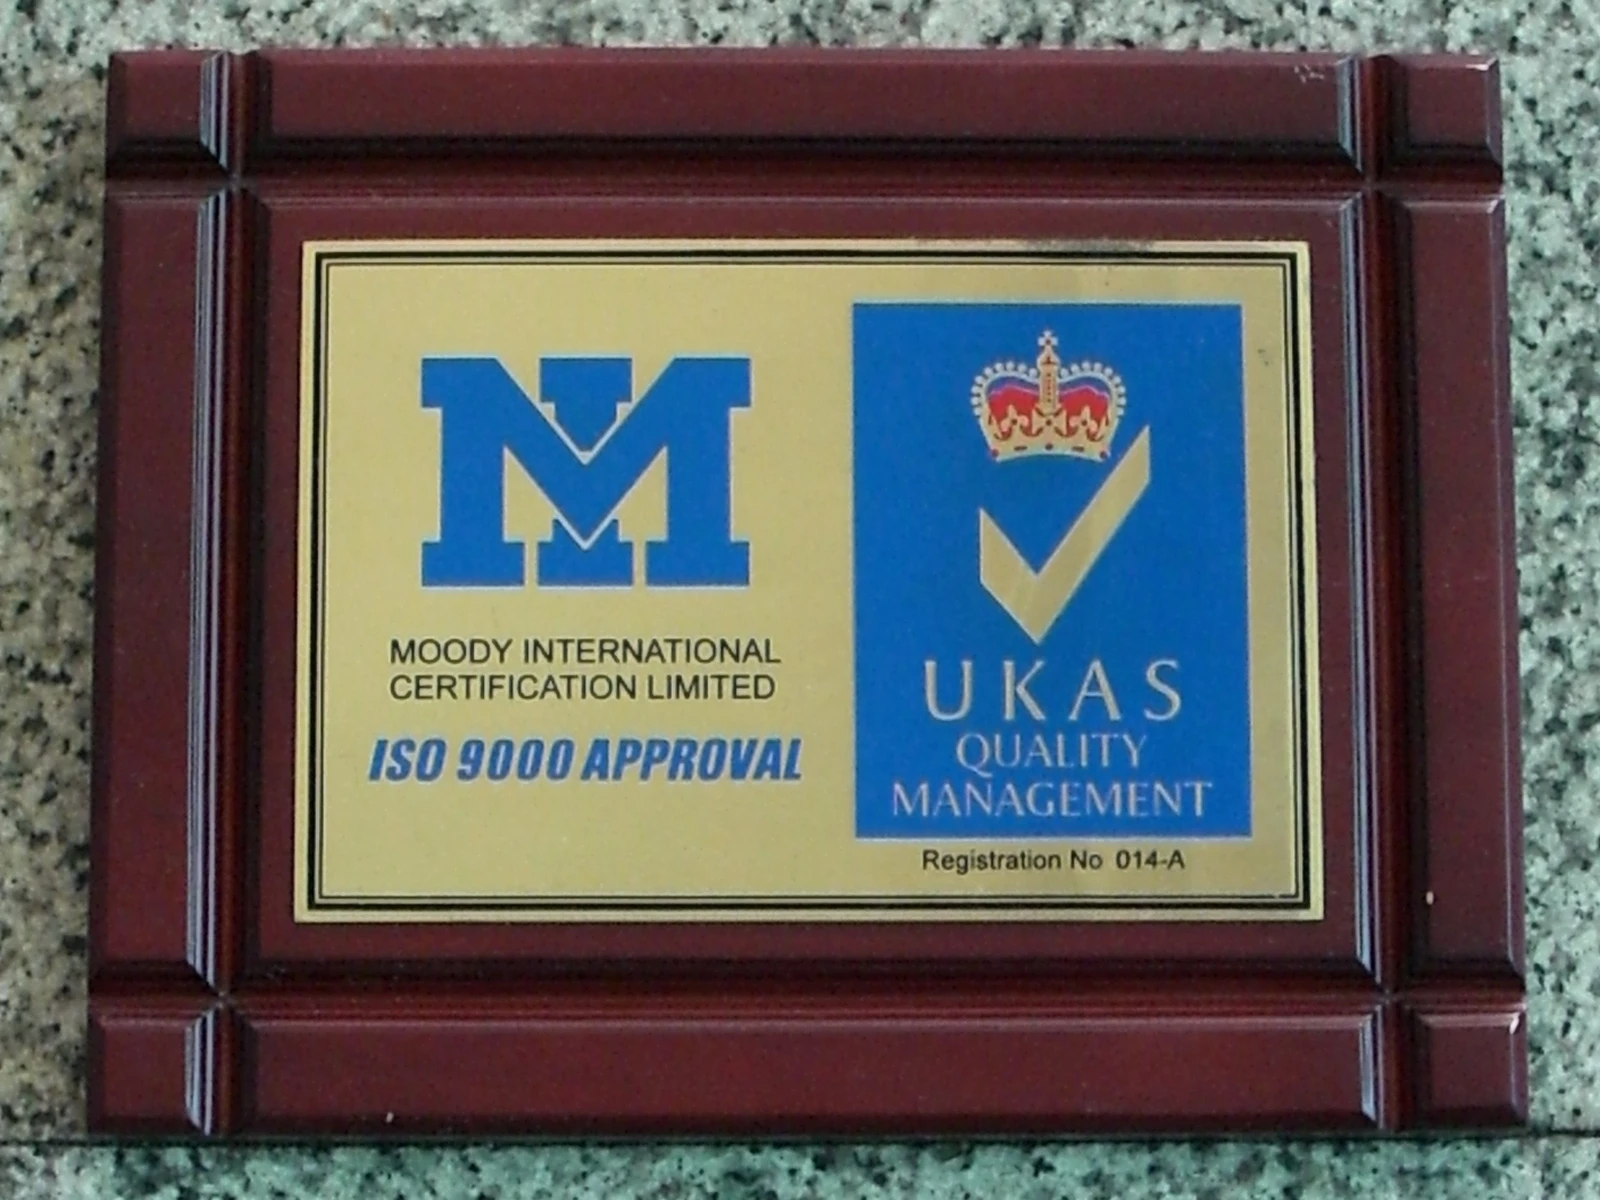 MOODY INTERNATIONAL
CERTIFICATION LIMITED
ISO 9000 APPROVAL
UKAS
QUALITY
MANAGEMENT
Registration No 014-A